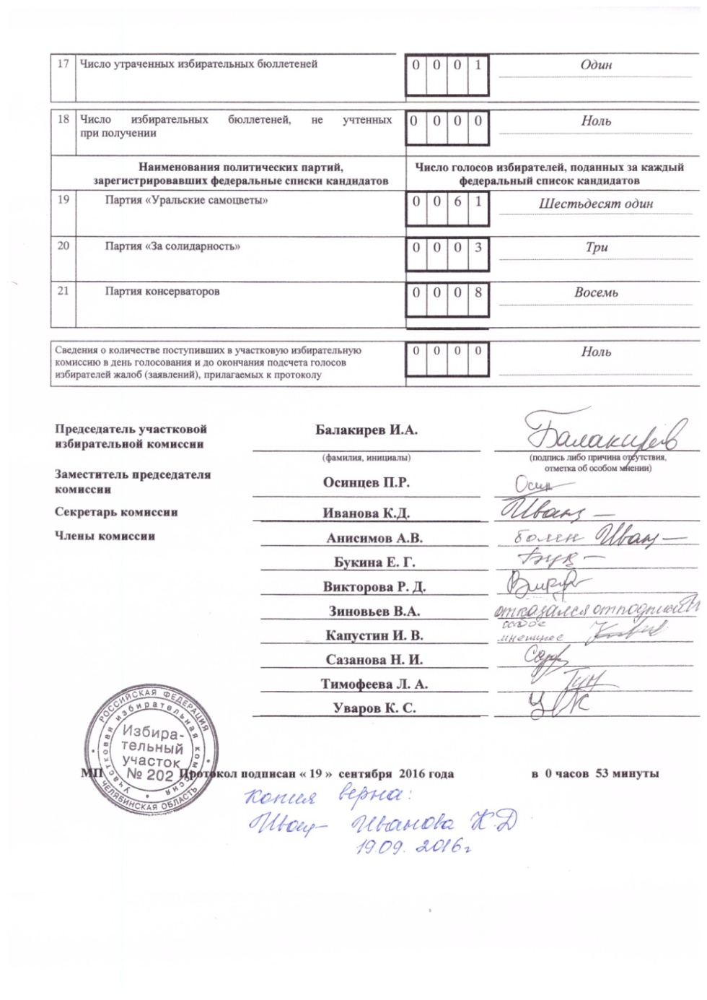 17 Число утраченных избирательных бюллетеней 0 0 0 1 Один
18 Число избирательных бюллетеней, не учтенных 0 0 0 0 Ноль
при получении
Наименования политических партий,
зарегистрировавших федеральные списки кандидатов
Число голосов избирателей, поданных за каждый
федеральный список кандидатов
19 Партия «Уральские самоцветы» 0 0 6 1 Шестьдесят один
20 Партия «За солидарность» 0 0 0 3 Три
21 Партия консерваторов 0 0 0 8 Восемь
Сведения о количестве поступивших в участковую избирательную
комиссию в день голосования и до окончания подсчета голосов
избирателей жалоб (заявлений), прилагаемых к протоколу
0 0 0 0 Ноль
Председатель участковой
избирательной комиссии
Балакирев И.А. Балакирев
(фамилия, инициалы)
(подпись либо причина отсутствия,
отметка об особом мнении)
Заместитель председателя
комиссии
Осинцев П.Р. Осин
Секретарь комиссии Иванова К.Д. Иван
Члены комиссии Анисимов А.В. болен Иван
Букина Е. Г. Бук
Викторова Р. Д.
Зиновьев В.А. отказался от подписи
Капустин И. В. особое
мнение
Сазанова Н. И.
Тимофеева Л. А.
Уваров К. С.
РОССИЙСКАЯ ФЕДЕРАЦИЯ
ЧЕЛЯБИНСКАЯ ОБЛАСТЬ
участковая избирательная комиссия
Избира-
тельный
участок
№ 202
МП Протокол подписан « 19 » сентября 2016 года в 0 часов 53 минуты
Копия верна:
Иван Иванова К.Д
19.09. 2016г